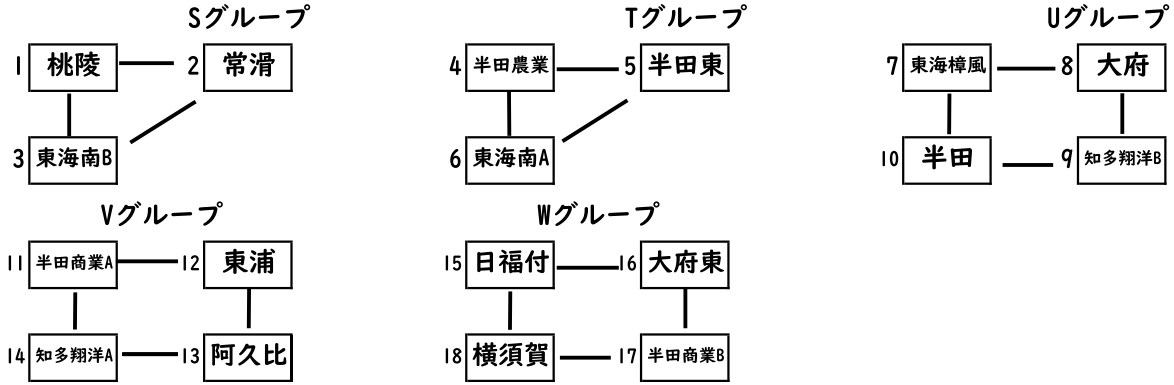 Sグループ
1 桃陵 2 常滑
3 東海南B
Tグループ
4 半田農業 5 半田東
6 東海南A
Uグループ
7 東海樟風 8 大府
10 半田 9 知多翔洋B
Vグループ
11 半田商業A 12 東浦
14 知多翔洋A 13 阿久比
Wグループ
15 日福付 16 大府東
18 横須賀 17 半田商業B